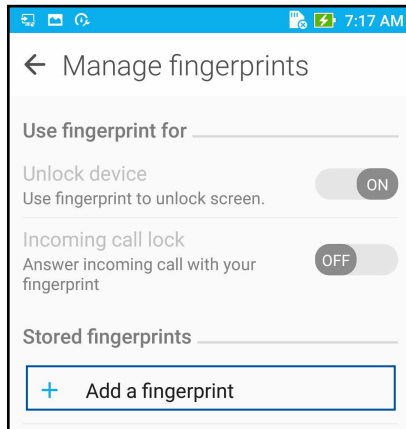 7:17 AM
Manage fingerprints
Use fingerprint for
Unlock device
ON
Use fingerprint to unlock screen.
Incoming call lock
OFF
Answer incoming call with your
fingerprint
Stored fingerprints
+ Add a fingerprint